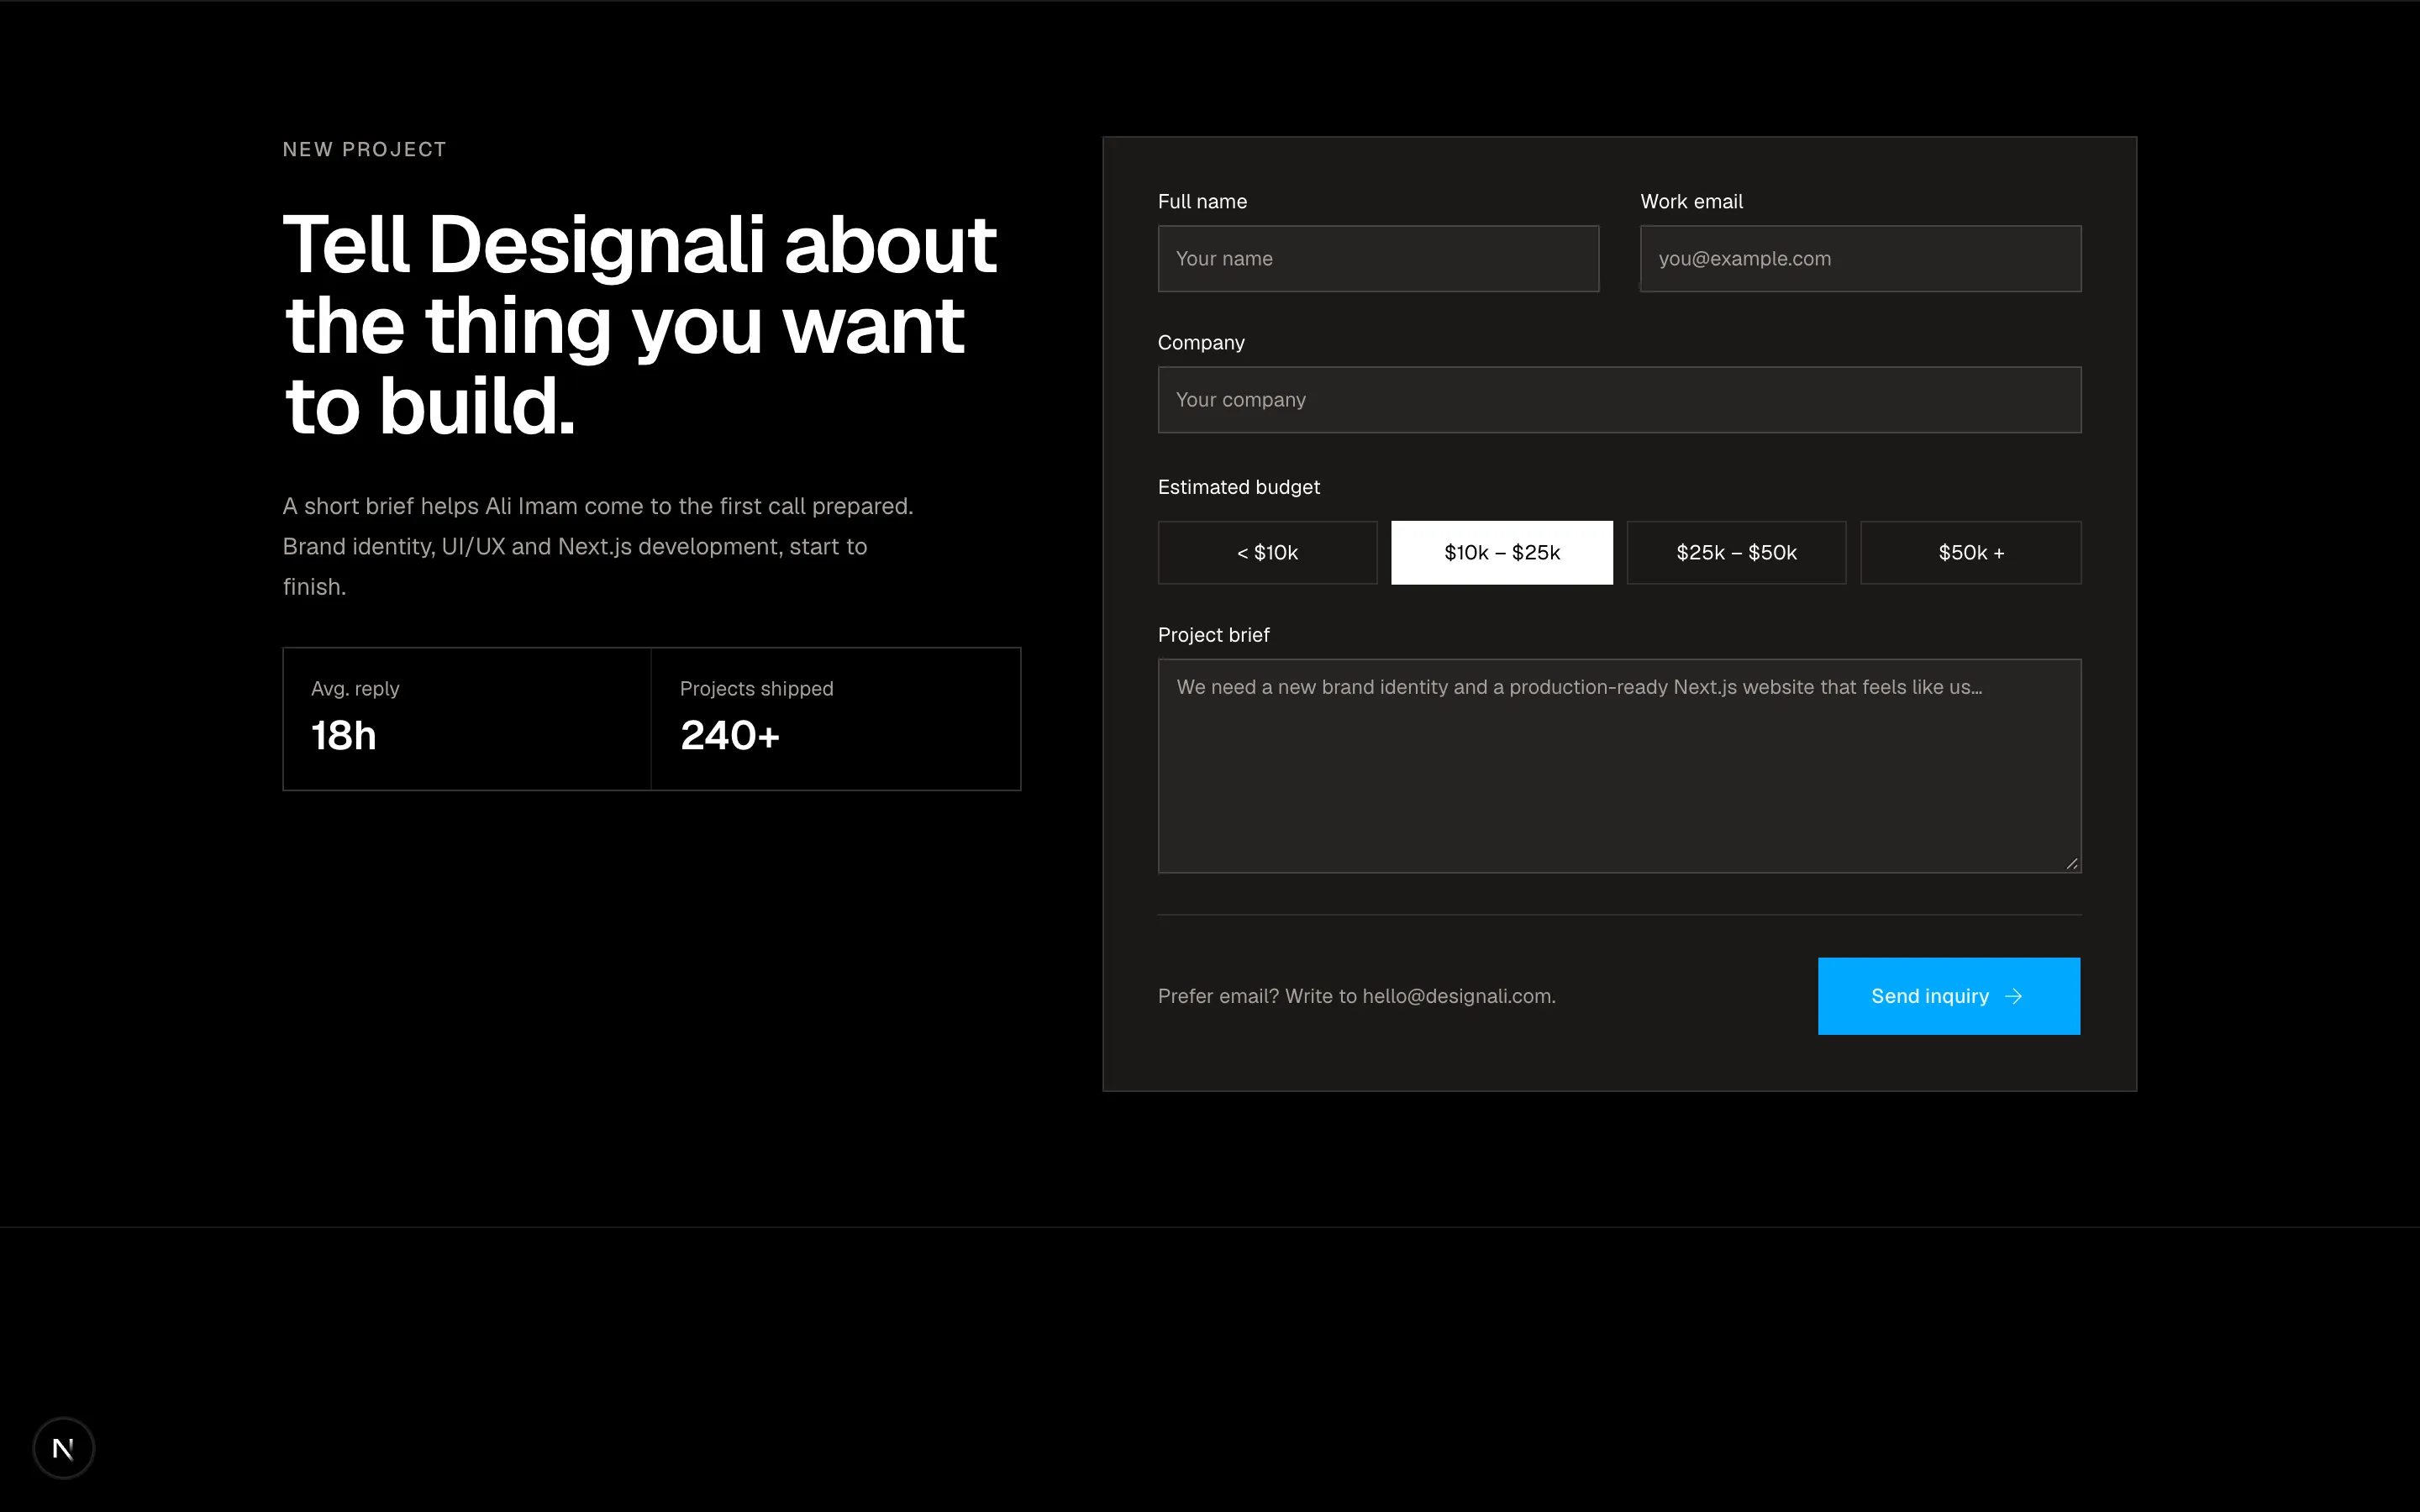 NEW PROJECT
Tell Designali about
the thing you want
to build.
A short brief helps Ali Imam come to the first call prepared.
Brand identity, UI/UX and Next.js development, start to
finish.
Avg. reply
18h
Projects shipped
240+
Full name
Your name
Work email
you@example.com
Company
Your company
Estimated budget
< $10k
$10k – $25k
$25k – $50k
$50k +
Project brief
We need a new brand identity and a production-ready Next.js website that feels like us…
Prefer email? Write to hello@designali.com.
Send inquiry →
N